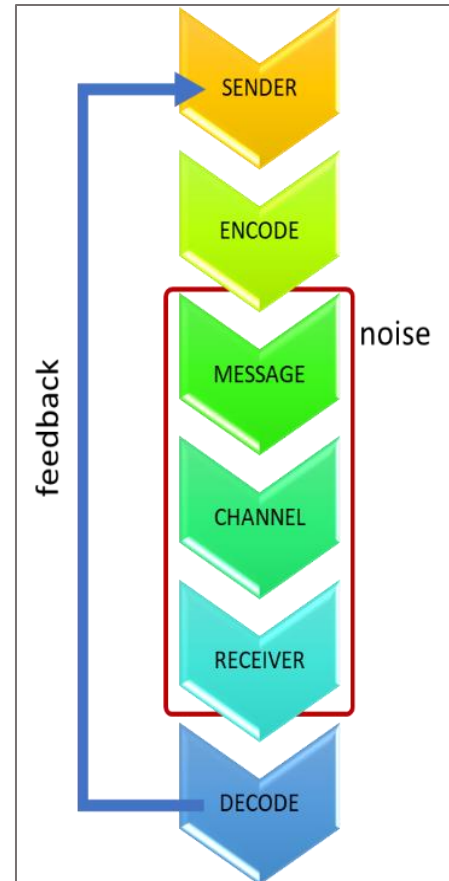 SENDER
ENCODE
noise
MESSAGE
feedback
CHANNEL
RECEIVER
DECODE